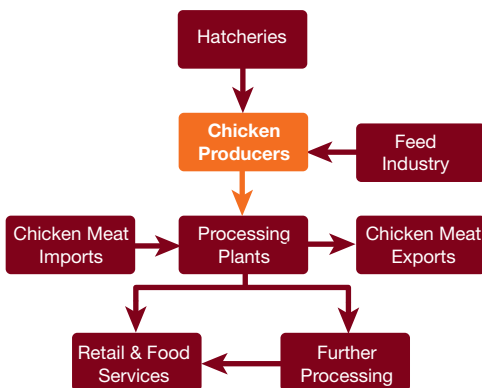 Hatcheries
Chicken
Producers
Feed
Industry
Chicken Meat
Imports
Processing
Plants
Chicken Meat
Exports
Retail & Food
Services
Further
Processing